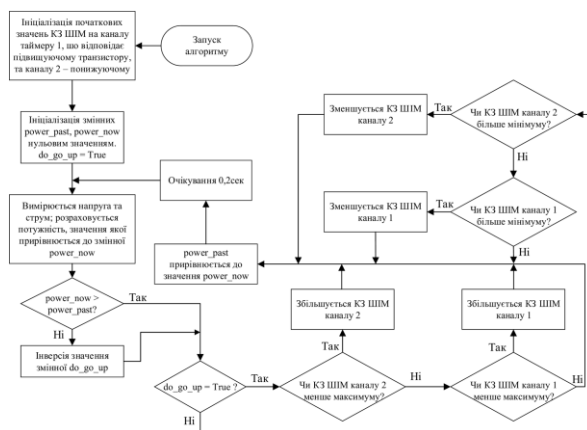 Ініціалізація початкових
значень КЗ ШІМ на каналу
таймеру 1, що відповідає
підвищуючому транзистору,
та каналу 2 – понижуючому
Запуск
алгоритму
Ініціалізація змінних
power_past, power_now
нульовим значенням.
do_go_up = True
Очікування 0,2сек
Вимірюється напруга та
струм; розраховується
потужність, значення якої
прирівнюється до змінної
power_now
power_past
прирівнюється до
значення power_now
power_now >
power_past?
Так
Ні
Інверсія значення
змінної do_go_up
do_go_up = True ?
Так
Ні
Зменшується КЗ ШІМ
каналу 2
Так
Чи КЗ ШІМ каналу 2
більше мінімуму?
Ні
Зменшується КЗ ШІМ
каналу 1
Так
Чи КЗ ШІМ каналу 1
більше мінімуму?
Ні
Збільшується КЗ ШІМ
каналу 2
Збільшується КЗ ШІМ
каналу 1
Так
Так
Чи КЗ ШІМ каналу 2
менше максимуму?
Ні
Чи КЗ ШІМ каналу 1
менше максимуму?
Ні